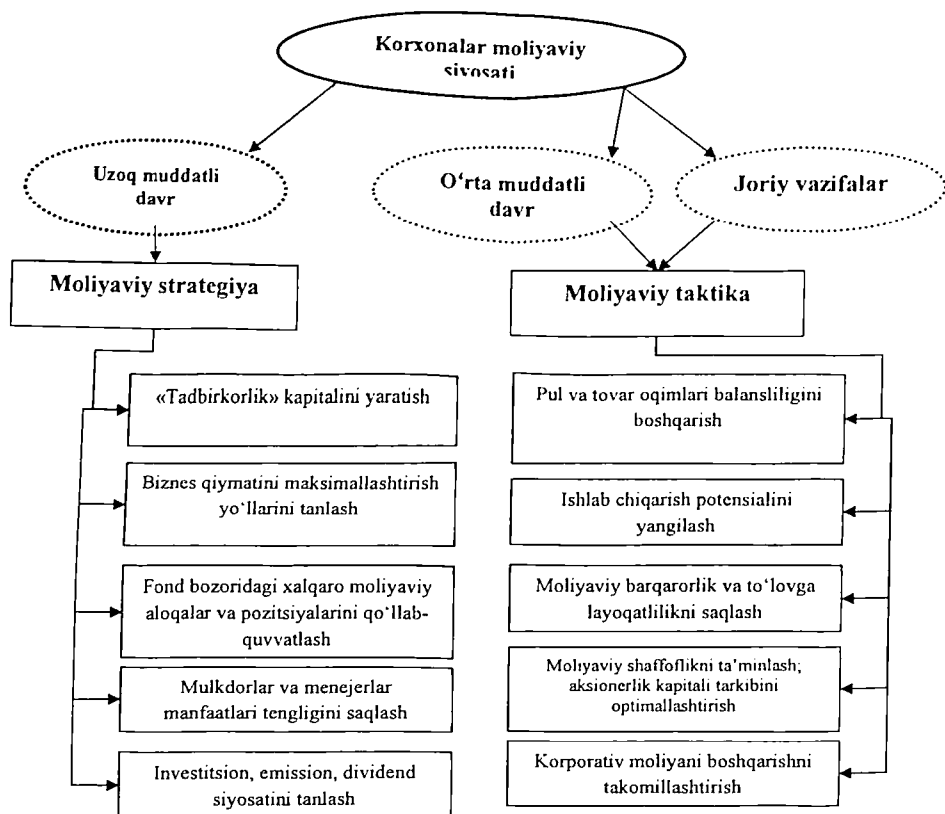 Korxonalar moliyaviy
siyosati
Uzoq muddatli
davr
O‘rta muddatli
davr
Joriy vazifalar
Moliyaviy strategiya
Moliyaviy taktika
«Tadbirkorlik» kapitalini yaratish
Biznes qiymatini maksimallashtirish
yo‘llarini tanlash
Fond bozoridagi xalqaro moliyaviy
aloqalar va pozitsiyalarini qo‘llab-
quvvatlash
Mulkdorlar va menejerlar
manfaatlari tengligini saqlash
Investitsion, emission, dividend
siyosatini tanlash
Pul va tovar oqimlari balansliligini
boshqarish
Ishlab chiqarish potensialini
yangilash
Moliyaviy barqarorlik va to‘lovga
layoqatlilikni saqlash
Moliyaviy shaffoflikni ta’minlash;
aksionerlik kapitali tarkibini
optimallashtirish
Korporativ moliyani boshqarishni
takomillashtirish